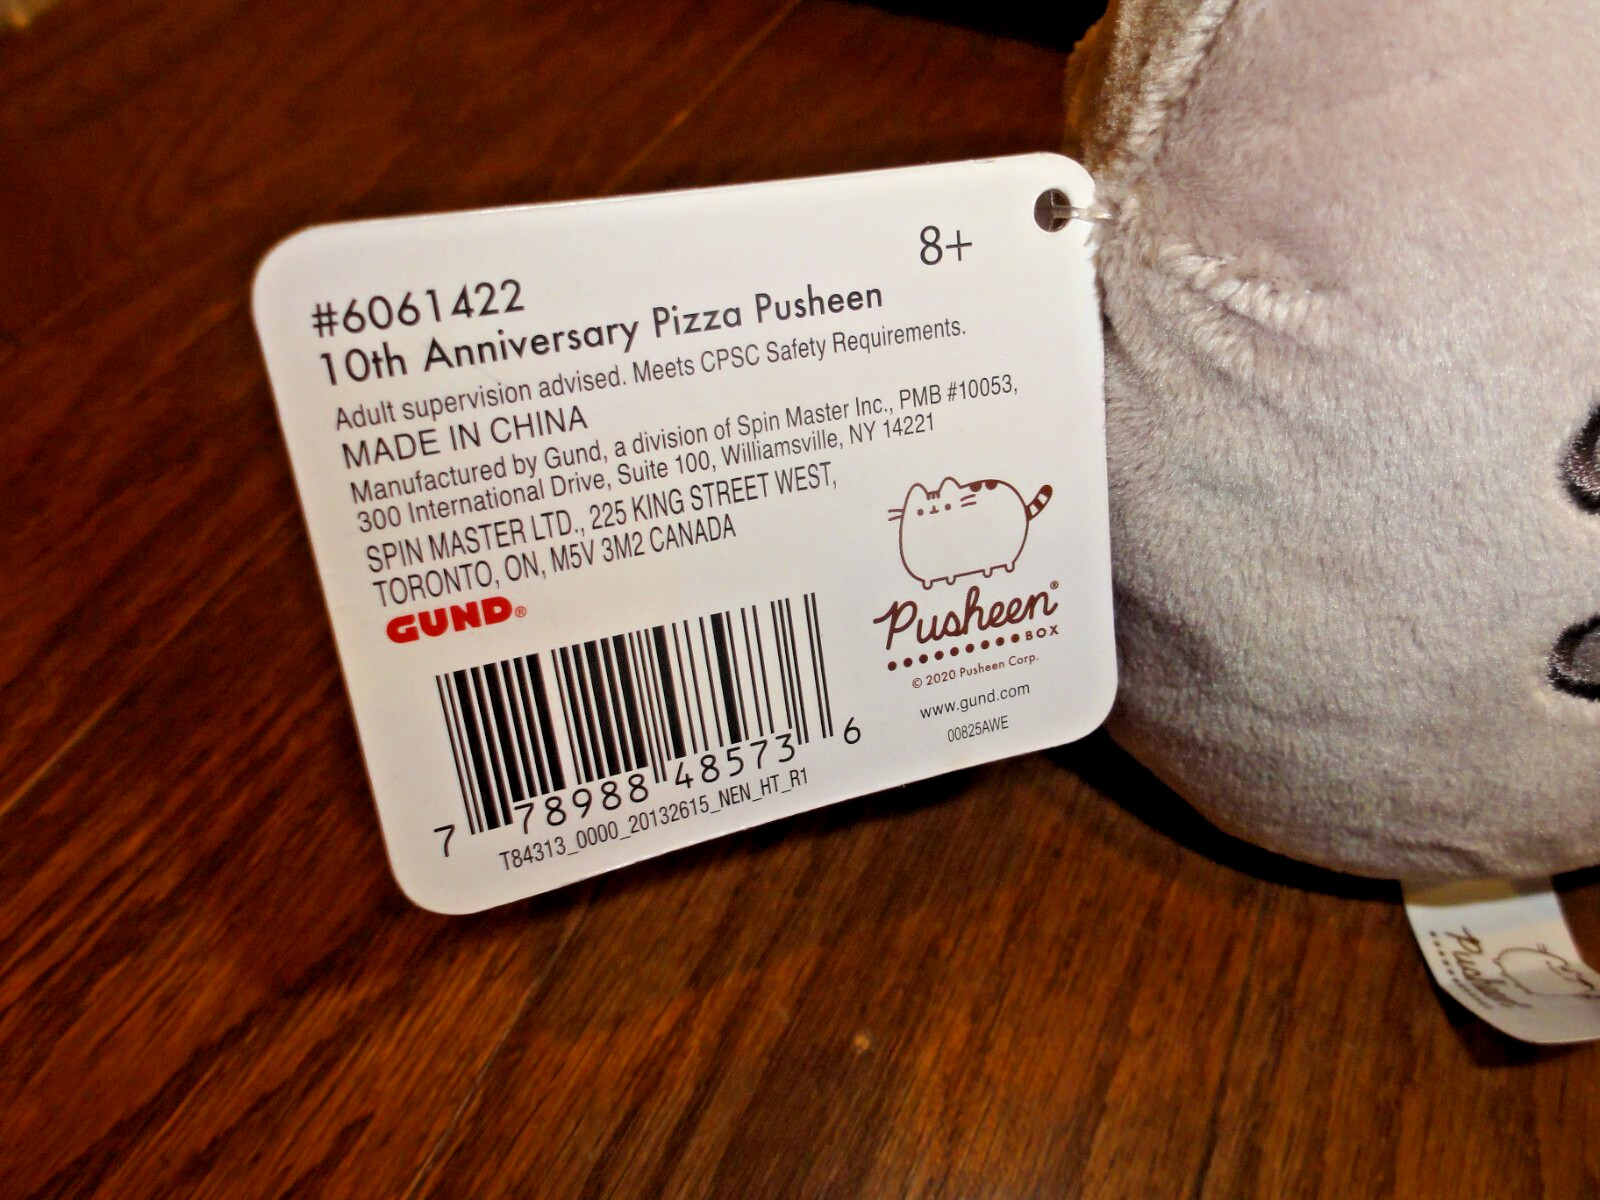 8+
#6061422
10th Anniversary Pizza Pusheen
Adult supervision advised. Meets CPSC Safety Requirements.
MADE IN CHINA
Manufactured by Gund, a division of Spin Master Inc., PMB #10053,
300 International Drive, Suite 100, Williamsville, NY 14221
SPIN MASTER LTD., 225 KING STREET WEST,
TORONTO, ON, M5V 3M2 CANADA
GUND®
7 78988 48573 6
T84313_0000_20132615_NEN_HT_R1
Pusheen®
BOX
© 2020 Pusheen Corp.
www.gund.com
00825AWE
Pusheen